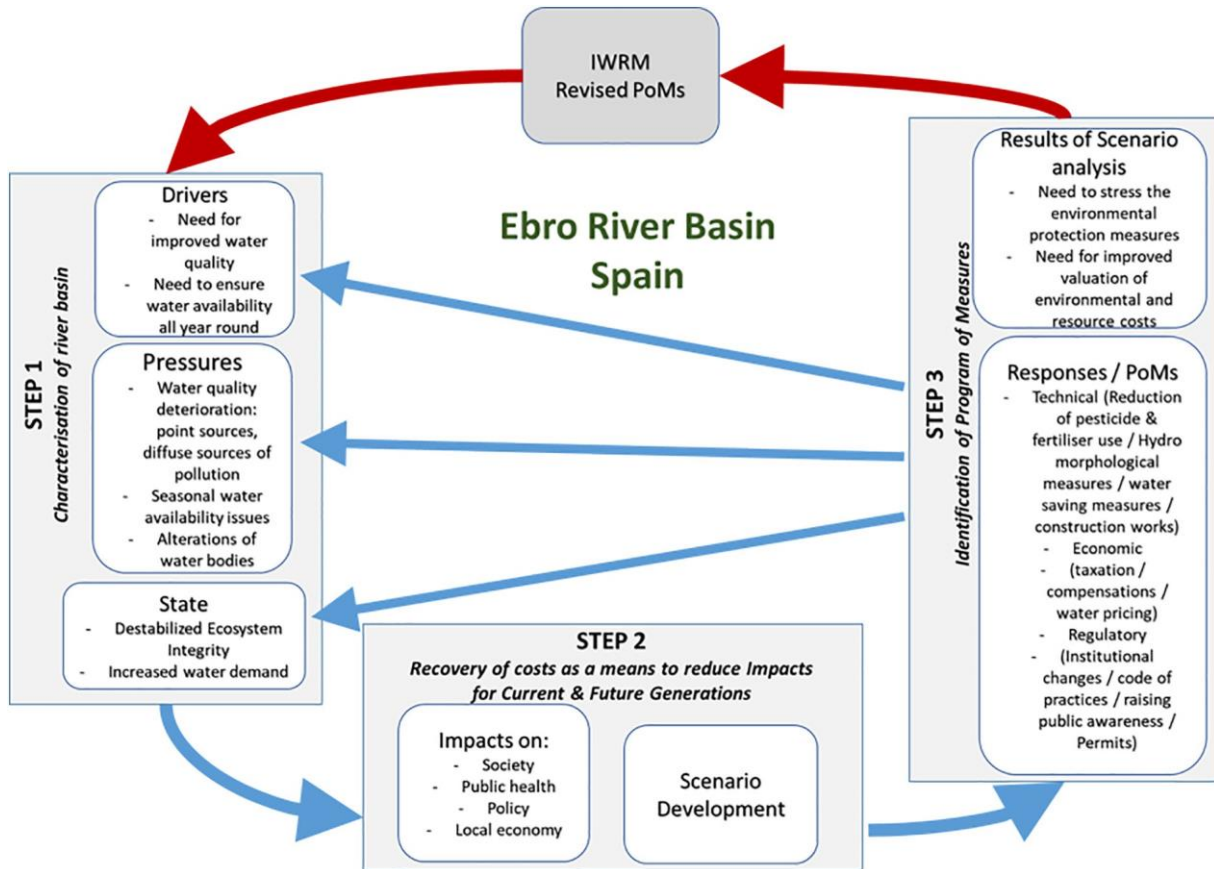 IWRM
Revised PoMs
Ebro River Basin
Spain
STEP 1
Characterisation of river basin
Drivers
- Need for
improved water
quality
- Need to ensure
water availability
all year round
Pressures
- Water quality
deterioration:
point sources,
diffuse sources of
pollution
- Seasonal water
availability issues
- Alterations of
water bodies
State
- Destabilized Ecosystem
Integrity
- Increased water demand
STEP 2
Recovery of costs as a means to reduce Impacts
for Current & Future Generations
Impacts on:
- Society
- Public health
- Policy
- Local economy
Scenario
Development
STEP 3
Identification of Program of Measures
Results of Scenario
analysis
- Need to stress the
environmental
protection measures
- Need for improved
valuation of
environmental and
resource costs
Responses / PoMs
- Technical (Reduction
of pesticide &
fertiliser use / Hydro
morphological
measures / water
saving measures /
construction works)
- Economic
- (taxation /
compensations /
water pricing)
- Regulatory
- (Institutional
changes / code of
practices / raising
public awareness /
Permits)